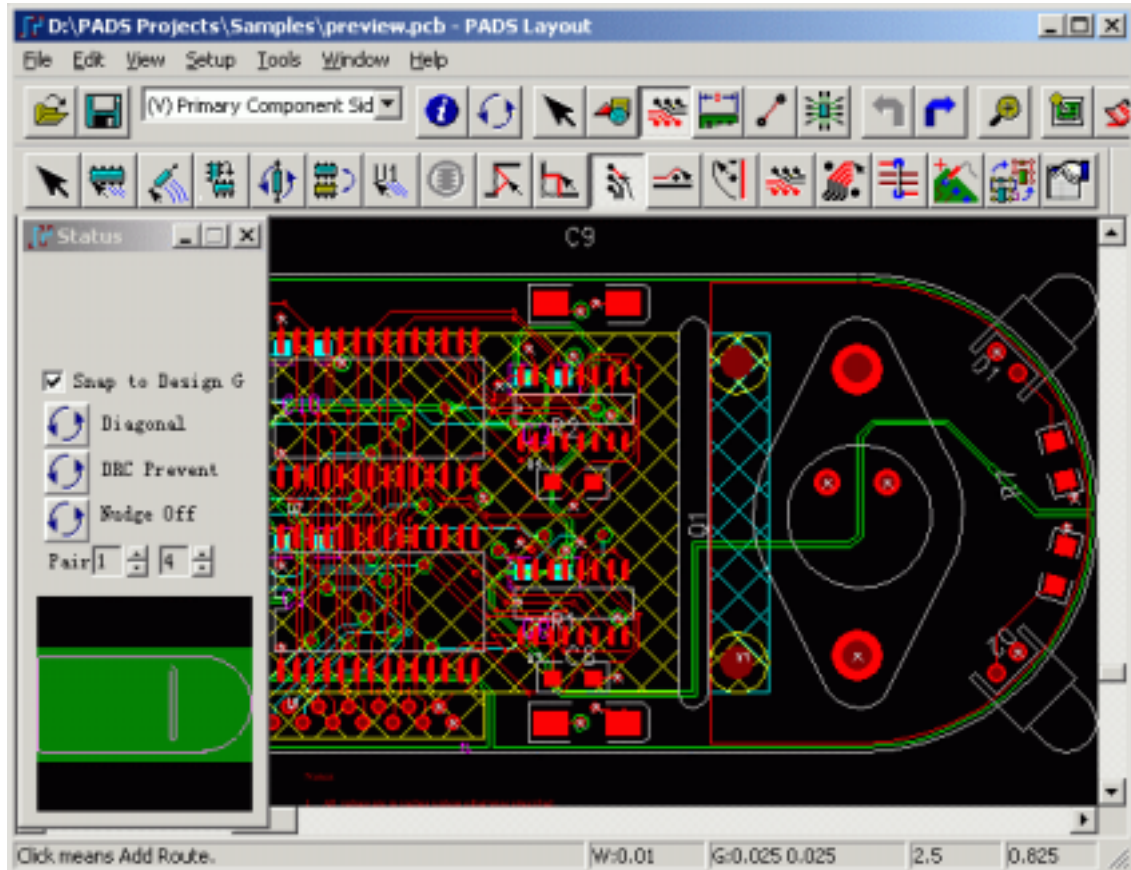 D:\PADS Projects\Samples\preview.pcb - PADS Layout
File Edit View Setup Tools Window Help
(V) Primary Component Sid
U1
Status
C9
Snap to Design G
Diagonal
DRC Prevent
Nudge Off
Pair 1 4
Q1
C8
Click means Add Route.
W:0.01 G:0.025 0.025 2.5 0.825